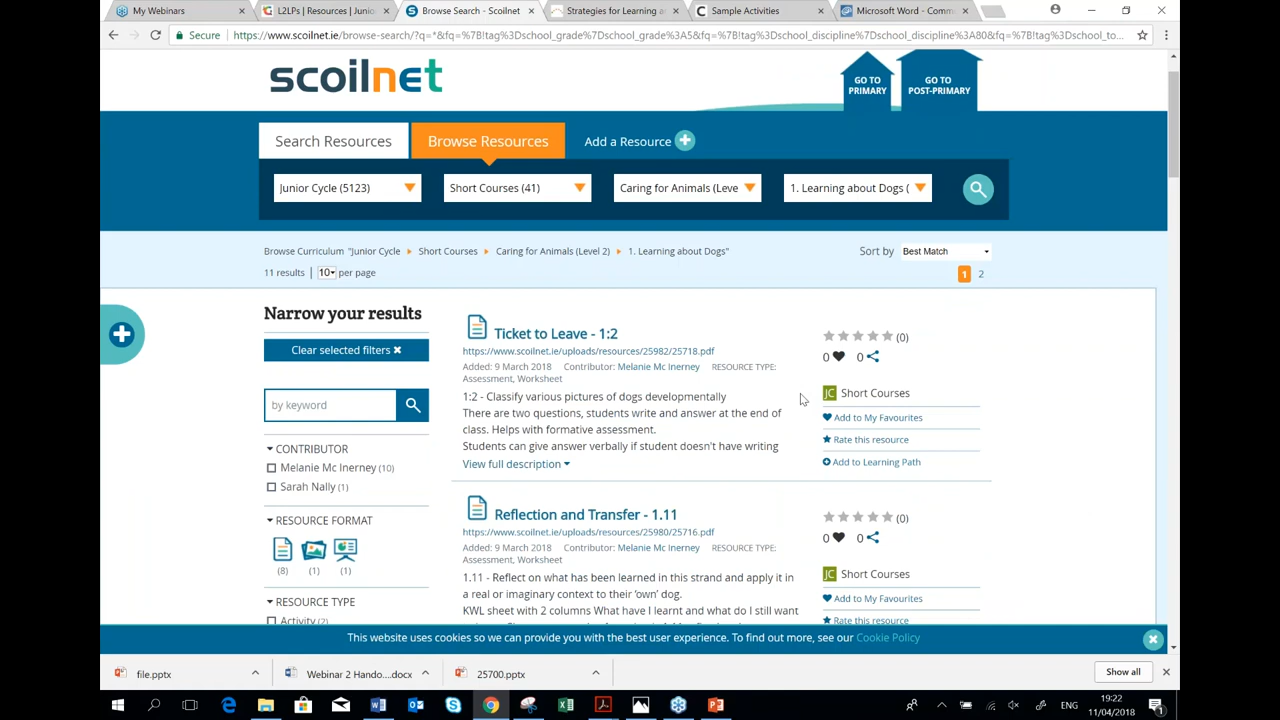 My Webinars
L2LPs | Resources | Junio
Browse Search - Scoilnet
Strategies for Learning a
Sample Activities
Microsoft Word - Comm
Secure
https://www.scoilnet.ie/browse-search/?q=*&fq=%7B!tag%3Dschool_grade%7Dschool_grade%3A5&fq=%7B!tag%3Dschool_discipline%7Dschool_discipline%3A80&fq=%7B!tag%3Dschool_to...
scoilnet
GO TO
PRIMARY
GO TO
POST-PRIMARY
Search Resources
Browse Resources
Add a Resource
Junior Cycle (5123)
Short Courses (41)
Caring for Animals (Leve
1. Learning about Dogs (
Browse Curriculum "Junior Cycle Short Courses Caring for Animals (Level 2) 1. Learning about Dogs"
Sort by Best Match
11 results | 10 per page
1 2
Narrow your results
Clear selected filters
by keyword
CONTRIBUTOR
Melanie Mc Inerney (10)
Sarah Nally (1)
RESOURCE FORMAT
(8) (1) (1)
RESOURCE TYPE
Activity (2)
Ticket to Leave - 1:2
https://www.scoilnet.ie/uploads/resources/25982/25718.pdf
Added: 9 March 2018 Contributor: Melanie Mc Inerney RESOURCE TYPE:
Assessment, Worksheet
1:2 - Classify various pictures of dogs developmentally
There are two questions, students write and answer at the end of
class. Helps with formative assessment.
Students can give answer verbally if student doesn't have writing
View full description
(0)
0 0
JC Short Courses
Add to My Favourites
Rate this resource
Add to Learning Path
Reflection and Transfer - 1.11
https://www.scoilnet.ie/uploads/resources/25980/25716.pdf
Added: 9 March 2018 Contributor: Melanie Mc Inerney RESOURCE TYPE:
Assessment, Worksheet
1.11 - Reflect on what has been learned in this strand and apply it in
a real or imaginary context to their 'own' dog.
KWL sheet with 2 columns What have I learnt and what do I still want
(0)
0 0
JC Short Courses
Add to My Favourites
Rate this resource
This website uses cookies so we can provide you with the best user experience. To find out more, see our Cookie Policy
file.pptx
Webinar 2 Hando....docx
25700.pptx
Show all
ENG
19:22
11/04/2018